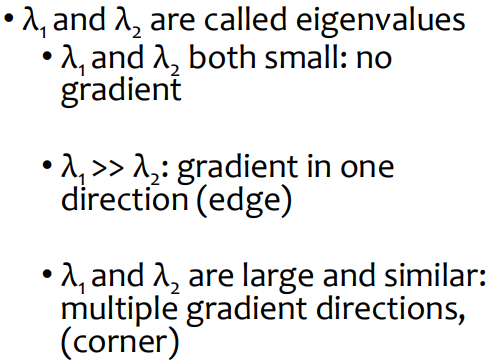 • λ₁ and λ₂ are called eigenvalues
• λ₁ and λ₂ both small: no
gradient
• λ₁ >> λ₂: gradient in one
direction (edge)
• λ₁ and λ₂ are large and similar:
multiple gradient directions,
(corner)